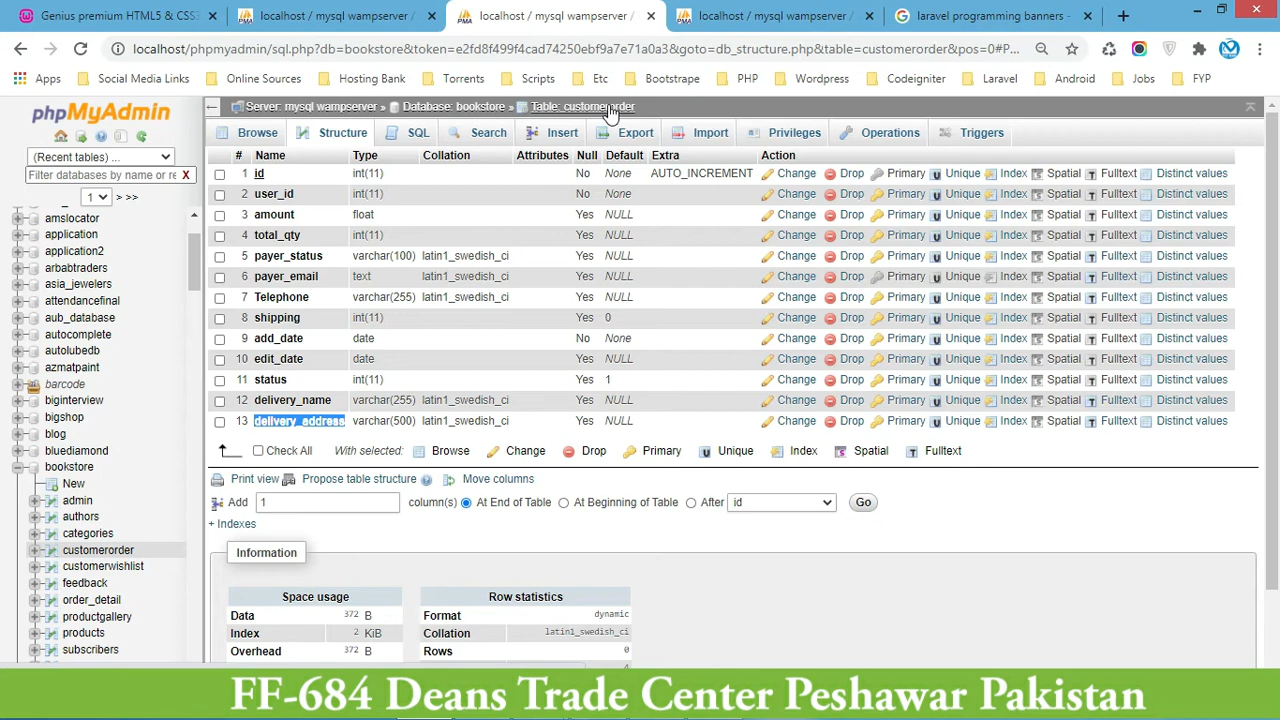 Genius premium HTML5 & CSS3
localhost / mysql wampserver /
localhost / mysql wampserver /
localhost / mysql wampserver /
laravel programming banners -
localhost/phpmyadmin/sql.php?db=bookstore&token=e2fd8f499f4cad74250ebf9a7e71a0a3&goto=db_structure.php&table=customerorder&pos=0#P...
Apps Social Media Links Online Sources Hosting Bank Torrents Scripts Etc Bootstrape PHP Wordpress Codeigniter Laravel Android Jobs FYP
phpMyAdmin
(Recent tables) ...
Filter databases by name or re X
1 > >>
amslocator
application
application2
arbabtraders
asia_jewelers
attendancefinal
aub_database
autocomplete
autolubedb
azmatpaint
barcode
biginterview
bigshop
blog
bluediamond
bookstore
New
admin
authors
categories
customerorder
customerwishlist
feedback
order_detail
productgallery
products
subscribers
Server: mysql wampserver » Database: bookstore » Table: customerorder
Browse Structure SQL Search Insert Export Import Privileges Operations Triggers
# Name Type Collation Attributes Null Default Extra Action
1 id int(11) No None AUTO_INCREMENT Change Drop Primary Unique Index Spatial Fulltext Distinct values
2 user_id int(11) No None Change Drop Primary Unique Index Spatial Fulltext Distinct values
3 amount float Yes NULL Change Drop Primary Unique Index Spatial Fulltext Distinct values
4 total_qty int(11) Yes NULL Change Drop Primary Unique Index Spatial Fulltext Distinct values
5 payer_status varchar(100) latin1_swedish_ci Yes NULL Change Drop Primary Unique Index Spatial Fulltext Distinct values
6 payer_email text latin1_swedish_ci Yes NULL Change Drop Primary Unique Index Spatial Fulltext Distinct values
7 Telephone varchar(255) latin1_swedish_ci Yes NULL Change Drop Primary Unique Index Spatial Fulltext Distinct values
8 shipping int(11) Yes 0 Change Drop Primary Unique Index Spatial Fulltext Distinct values
9 add_date date No None Change Drop Primary Unique Index Spatial Fulltext Distinct values
10 edit_date date Yes NULL Change Drop Primary Unique Index Spatial Fulltext Distinct values
11 status int(11) Yes 1 Change Drop Primary Unique Index Spatial Fulltext Distinct values
12 delivery_name varchar(255) latin1_swedish_ci Yes NULL Change Drop Primary Unique Index Spatial Fulltext Distinct values
13 delivery_address varchar(500) latin1_swedish_ci Yes NULL Change Drop Primary Unique Index Spatial Fulltext Distinct values
Check All With selected: Browse Change Drop Primary Unique Index Spatial Fulltext
Print view Propose table structure Move columns
Add 1 column(s) At End of Table At Beginning of Table After id Go
+ Indexes
Information
Space usage
Data 372 B
Index 2 KiB
Overhead 372 B
Row statistics
Format dynamic
Collation latin1_swedish_ci
Rows 0
FF-684 Deans Trade Center Peshawar Pakistan